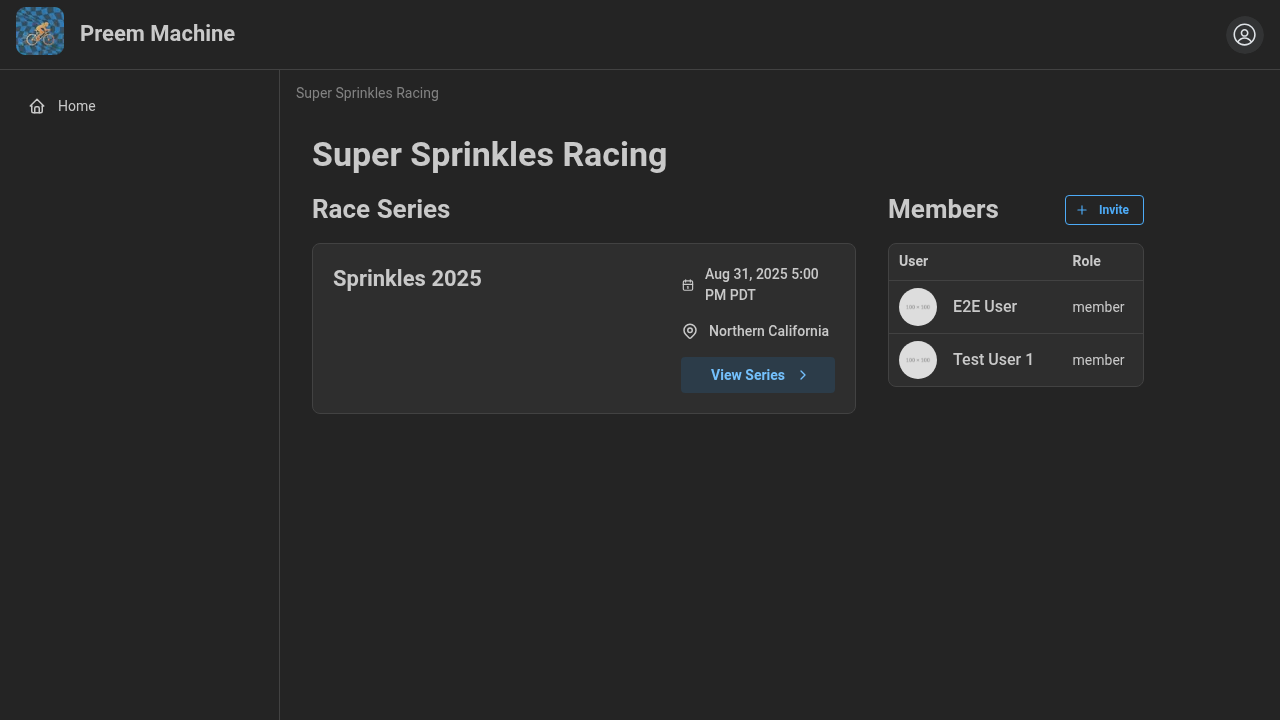 Preem Machine
Home
Super Sprinkles Racing
Super Sprinkles Racing
Race Series
Sprinkles 2025
Aug 31, 2025 5:00
PM PDT
Northern California
View Series
Members
Invite
User Role
100 × 100
E2E User member
100 × 100
Test User 1 member